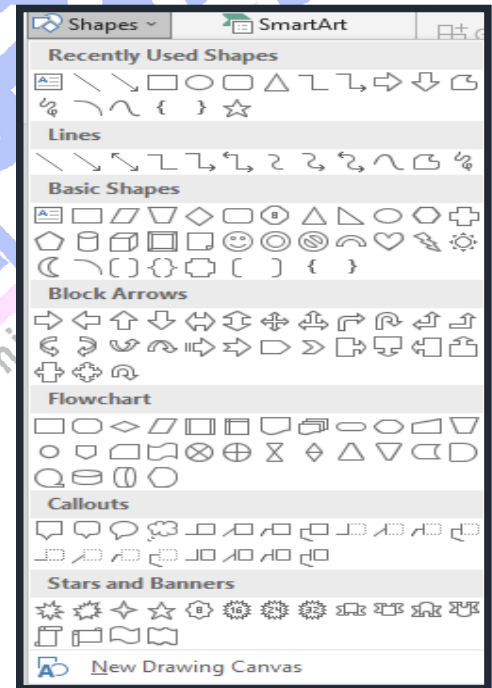 Shapes SmartArt
Recently Used Shapes
Lines
Basic Shapes
Block Arrows
Flowchart
Callouts
Stars and Banners
New Drawing Canvas